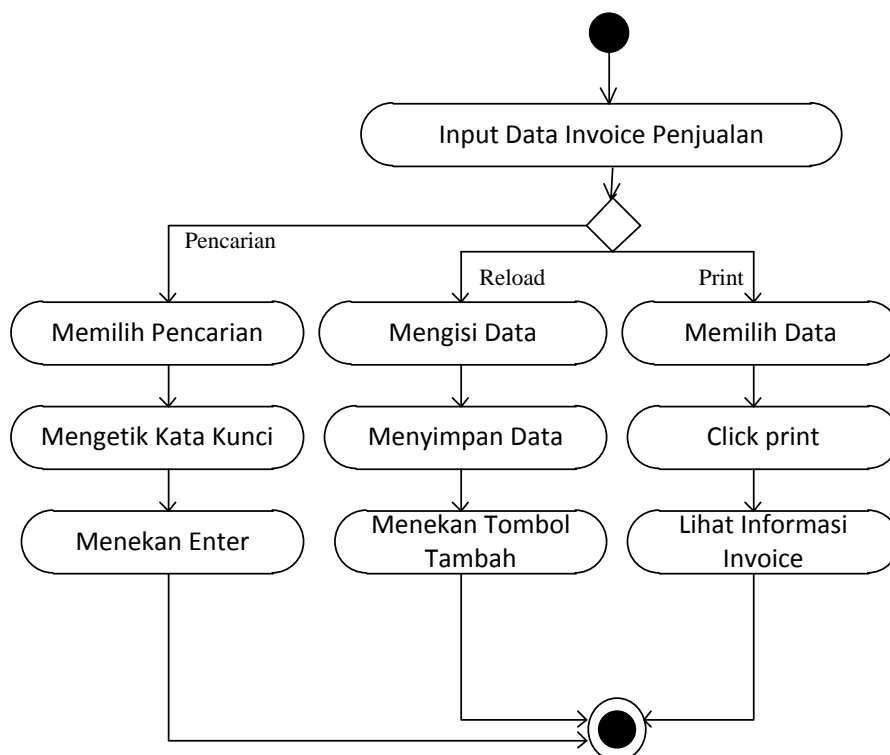 Input Data Invoice Penjualan
Pencarian
Reload
Print
Memilih Pencarian
Mengisi Data
Memilih Data
Mengetik Kata Kunci
Menyimpan Data
Click print
Menekan Enter
Menekan Tombol
Tambah
Lihat Informasi
Invoice